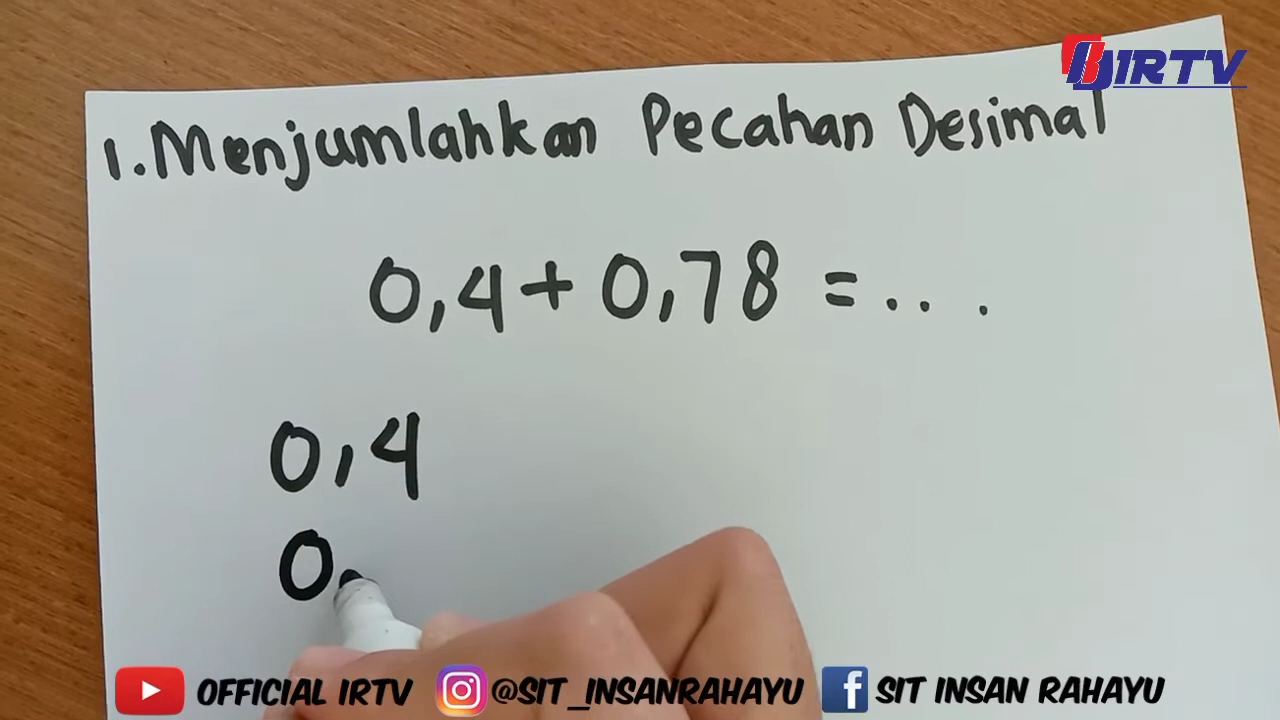 IRTV
1. Menjumlahkan Pecahan Desimal
0,4 + 0,78 = . . .
0,4
0,
OFFICIAL IRTV @SIT_INSANRAHAYU SIT INSAN RAHAYU